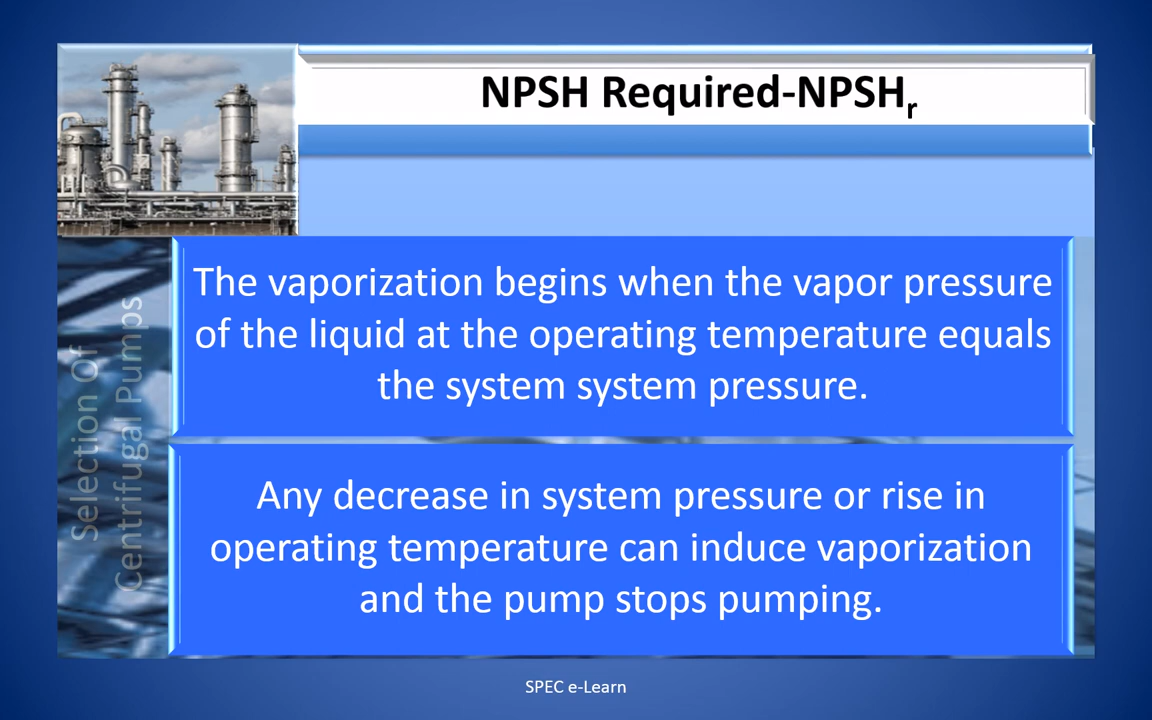 NPSH Required-NPSHr
The vaporization begins when the vapor pressure
of the liquid at the operating temperature equals
the system system pressure.
Any decrease in system pressure or rise in
operating temperature can induce vaporization
and the pump stops pumping.
Selection Of
Centrifugal Pumps
SPEC e-Learn